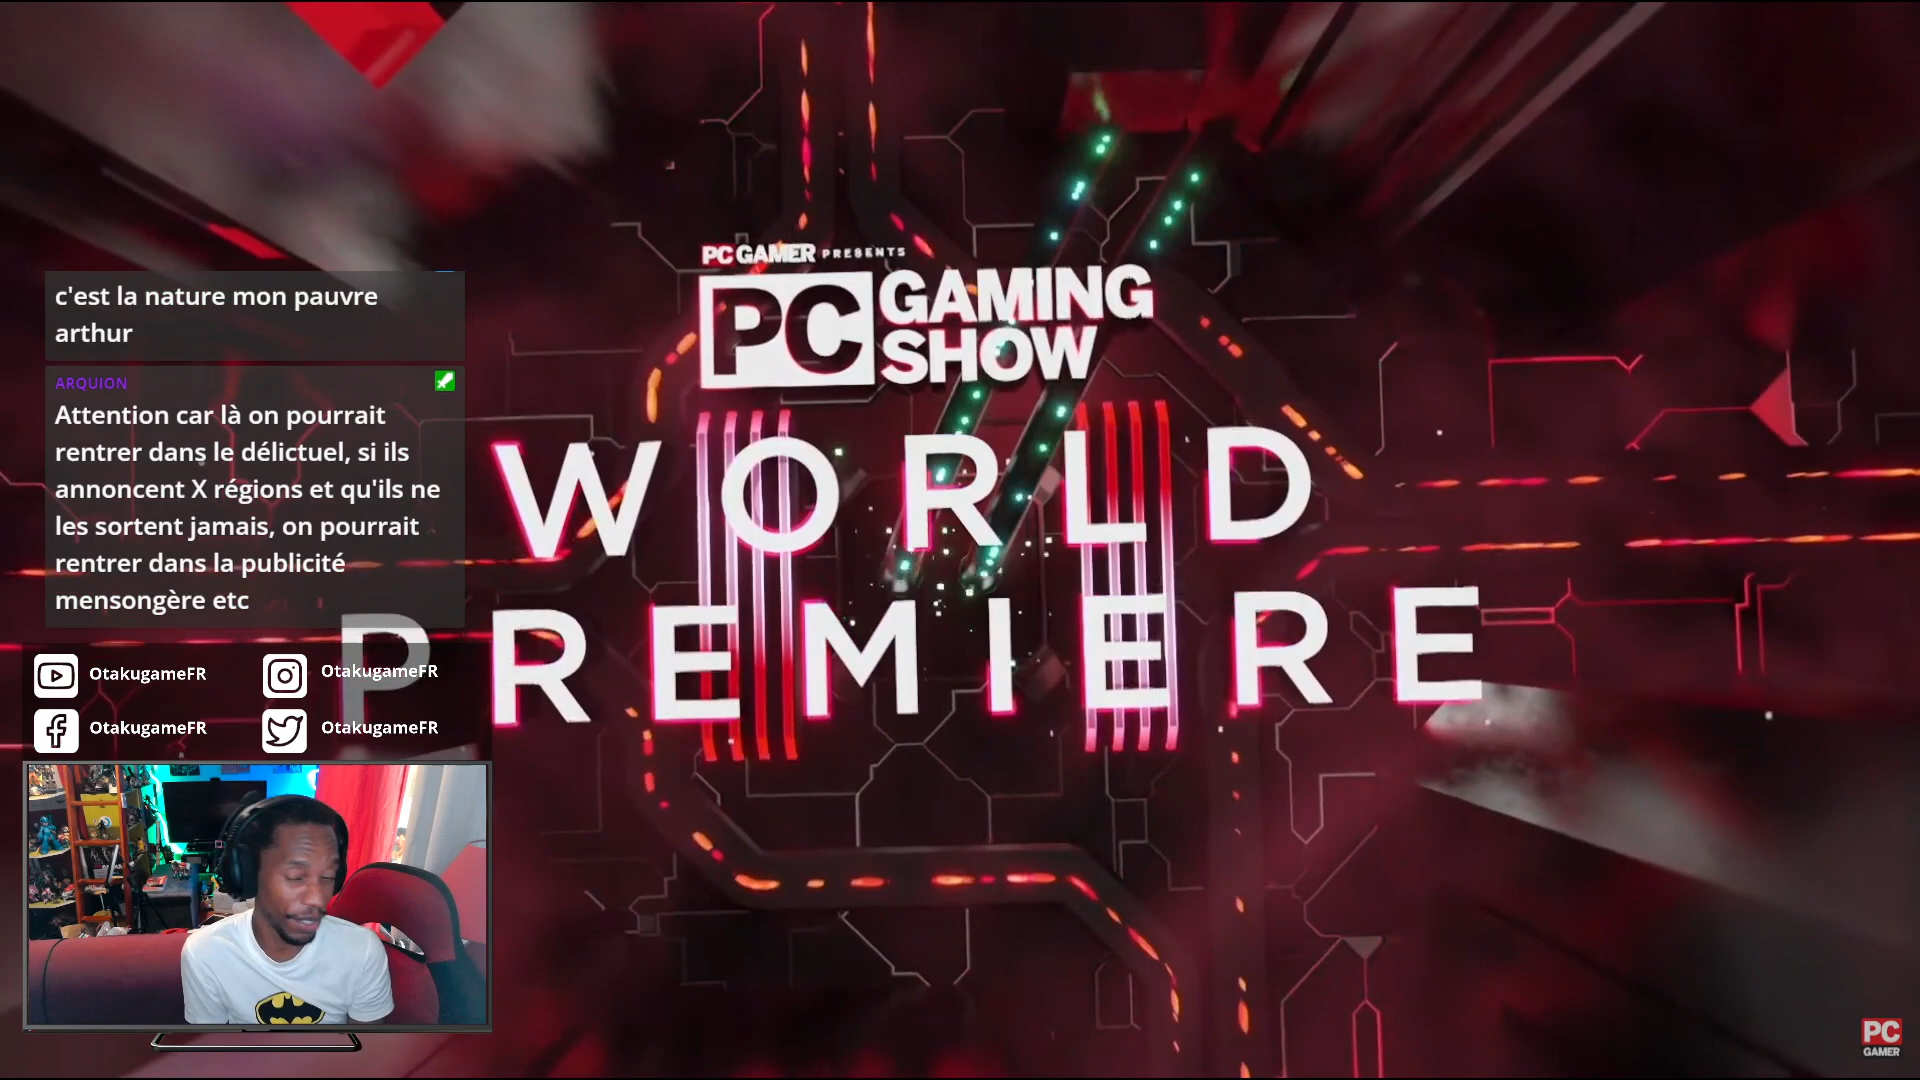 PC GAMER PRESENTS
PC GAMING
SHOW
WORLD
PREMIERE
c'est la nature mon pauvre
arthur
ARQUION
Attention car là on pourrait
rentrer dans le délictuel, si ils
annoncent X régions et qu'ils ne
les sortent jamais, on pourrait
rentrer dans la publicité
mensongère etc
OtakugameFR
OtakugameFR
OtakugameFR
OtakugameFR
PC
GAMER